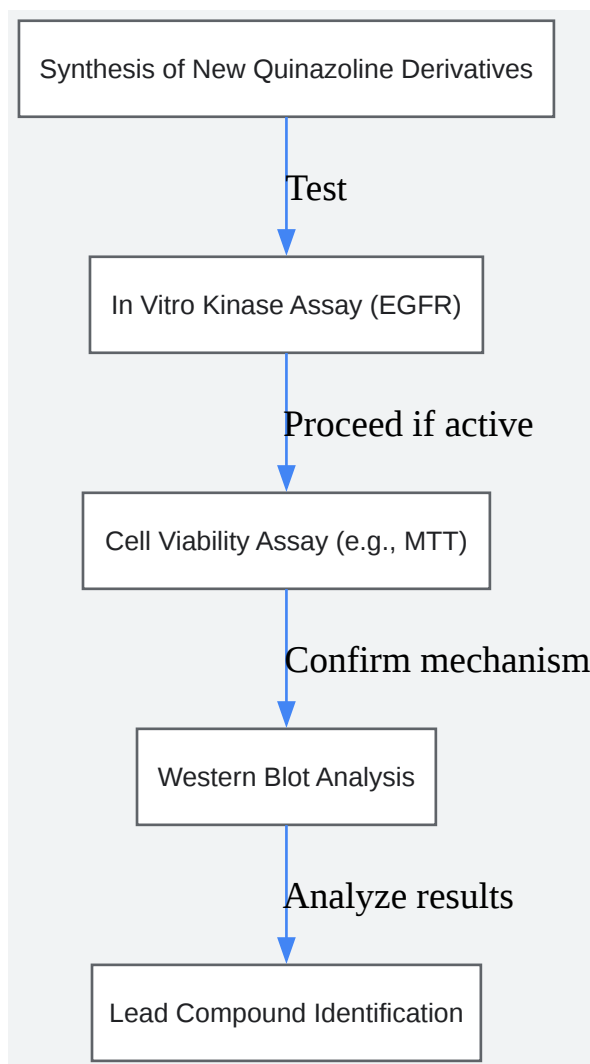 Synthesis of New Quinazoline Derivatives
Test
In Vitro Kinase Assay (EGFR)
Proceed if active
Cell Viability Assay (e.g., MTT)
Confirm mechanism
Western Blot Analysis
Analyze results
Lead Compound Identification